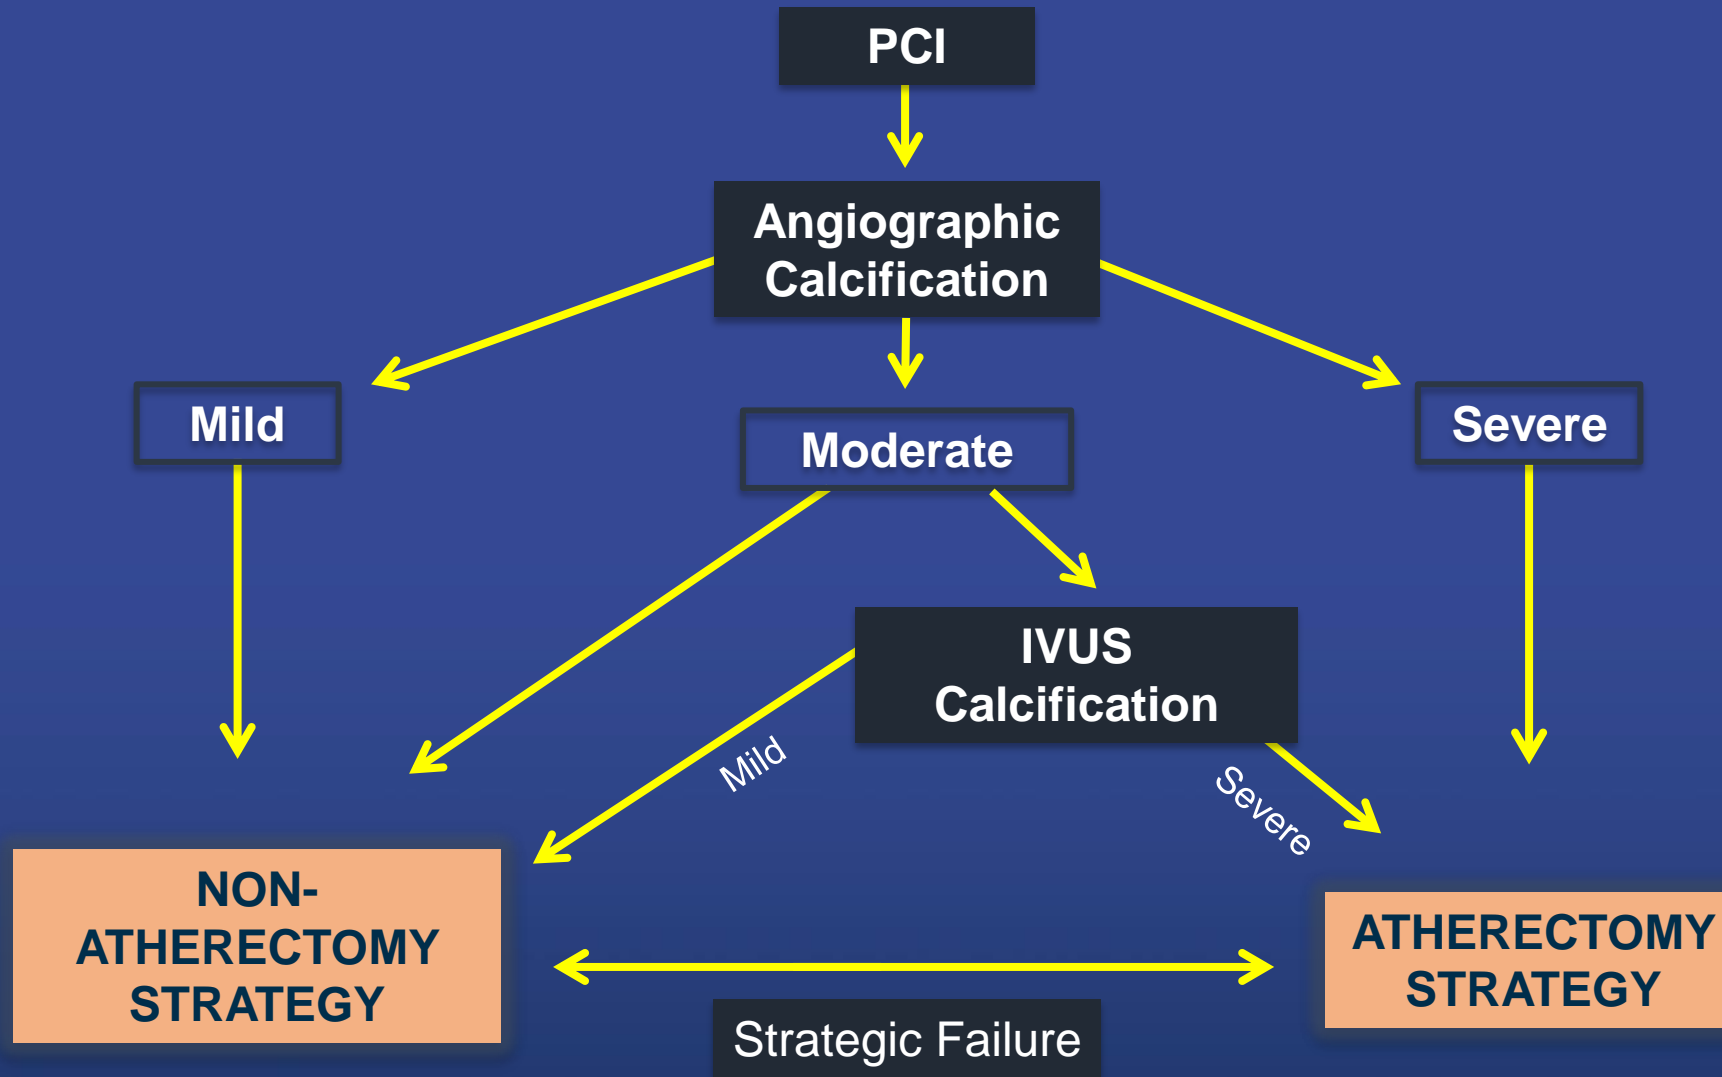 PCI
Angiographic
Calcification
Mild
Moderate
Severe
IVUS
Calcification
Mild
Severe
NON-
ATHERECTOMY
STRATEGY
ATHERECTOMY
STRATEGY
Strategic Failure